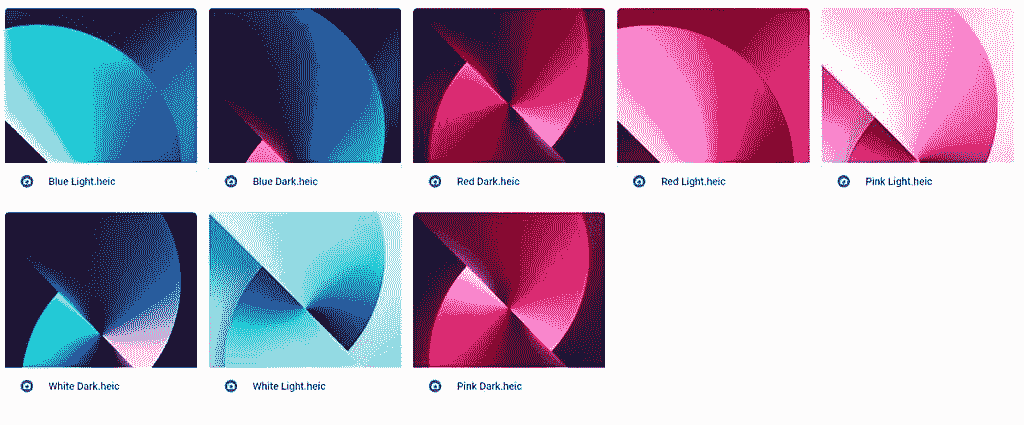 Blue Light.heic
Blue Dark.heic
Red Dark.heic
Red Light.heic
Pink Light.heic
White Dark.heic
White Light.heic
Pink Dark.heic